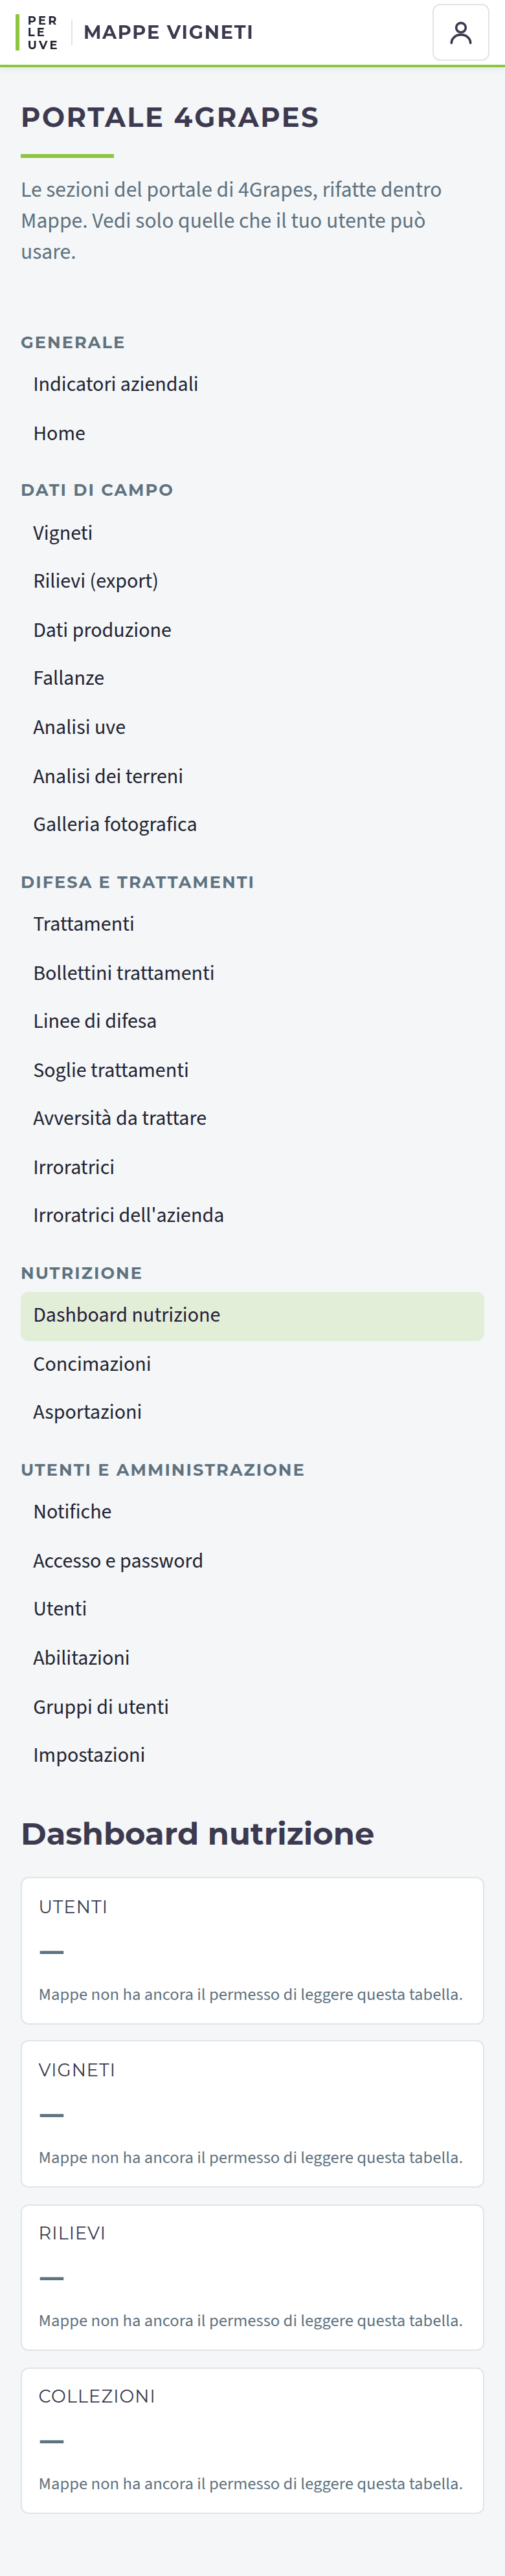 PER
LE
UVE
MAPPE VIGNETI
PORTALE 4GRAPES
Le sezioni del portale di 4Grapes, rifatte dentro
Mappe. Vedi solo quelle che il tuo utente può
usare.
GENERALE
Indicatori aziendali
Home
DATI DI CAMPO
Vigneti
Rilievi (export)
Dati produzione
Fallanze
Analisi uve
Analisi dei terreni
Galleria fotografica
DIFESA E TRATTAMENTI
Trattamenti
Bollettini trattamenti
Linee di difesa
Soglie trattamenti
Avversità da trattare
Irroratrici
Irroratrici dell'azienda
NUTRIZIONE
Dashboard nutrizione
Concimazioni
Asportazioni
UTENTI E AMMINISTRAZIONE
Notifiche
Accesso e password
Utenti
Abilitazioni
Gruppi di utenti
Impostazioni
Dashboard nutrizione
UTENTI
—
Mappe non ha ancora il permesso di leggere questa tabella.
VIGNETI
—
Mappe non ha ancora il permesso di leggere questa tabella.
RILIEVI
—
Mappe non ha ancora il permesso di leggere questa tabella.
COLLEZIONI
—
Mappe non ha ancora il permesso di leggere questa tabella.